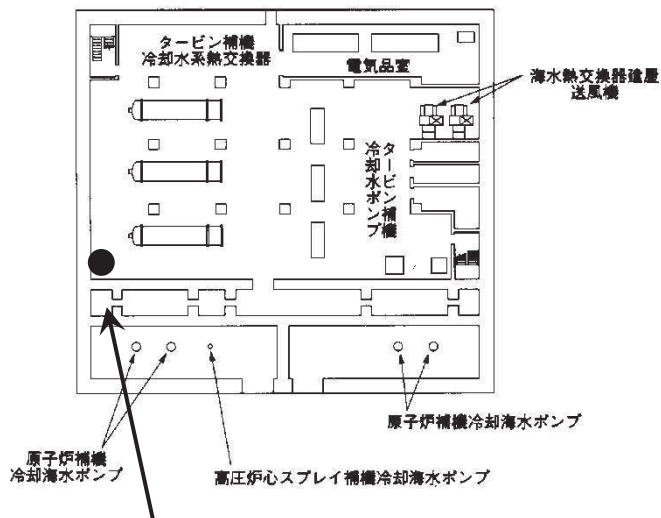 タービン補機
冷却水系熱交換器
電気品室
海水熱交換器建屋
送風機
タービン補機
冷却水ポンプ
原子炉補機冷却海水ポンプ
原子炉補機
冷却海水ポンプ
高圧炉心スプレイ補機冷却海水ポンプ